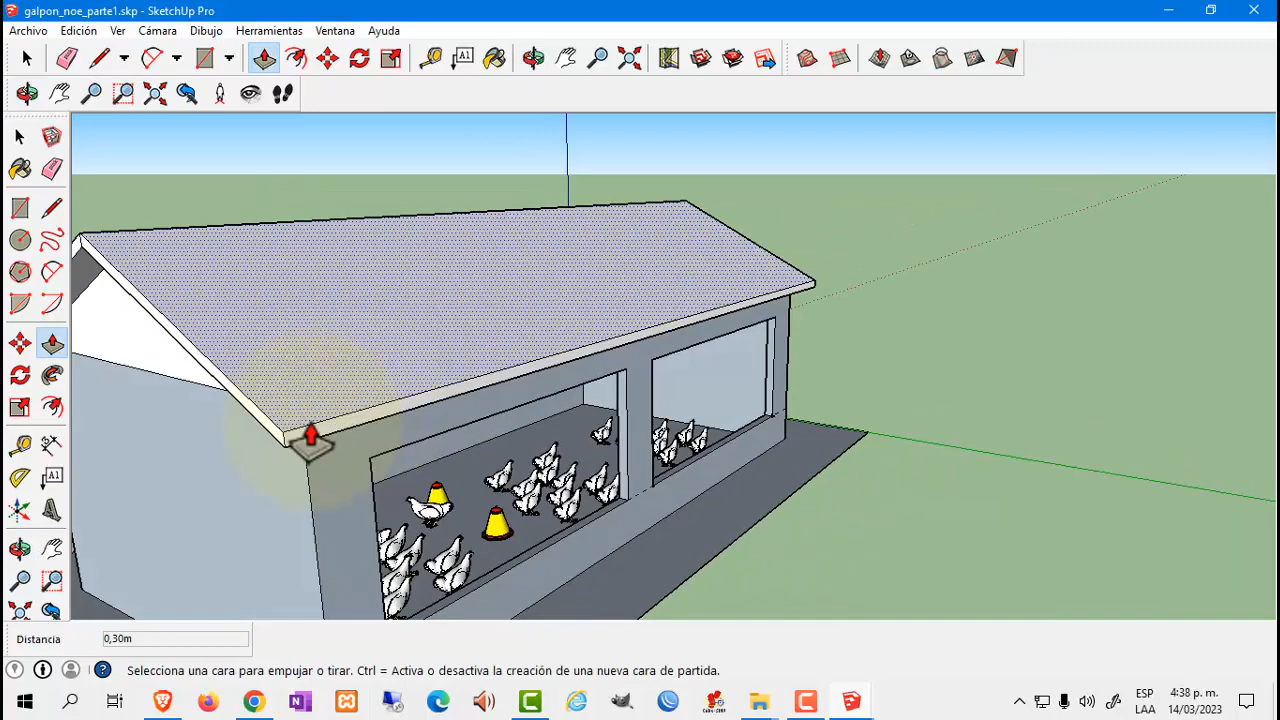 galpon_noe_parte1.skp - SketchUp Pro
Archivo Edición Ver Cámara Dibujo Herramientas Ventana Ayuda
A1
A1
Distancia 0,30m
Selecciona una cara para empujar o tirar. Ctrl = Activa o desactiva la creación de una nueva cara de partida.
ESP 4:38 p. m.
LAA 14/03/2023